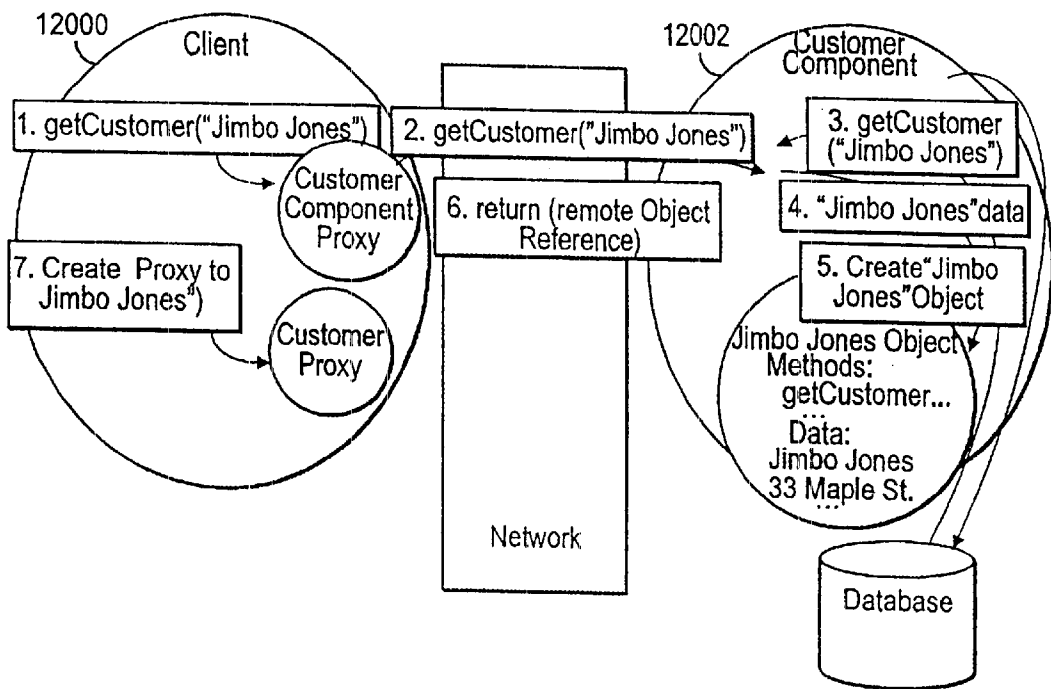 12000
Client
1. getCustomer("Jimbo Jones")
Customer
Component
Proxy
7. Create Proxy to
Jimbo Jones")
Customer
Proxy
2. getCustomer("Jimbo Jones")
6. return (remote Object
Reference)
Network
12002
Customer
Component
3. getCustomer
("Jimbo Jones")
4. "Jimbo Jones"data
5. Create"Jimbo
Jones"Object
Jimbo Jones Object
Methods:
getCustomer...
...
Data:
Jimbo Jones
33 Maple St.
...
Database